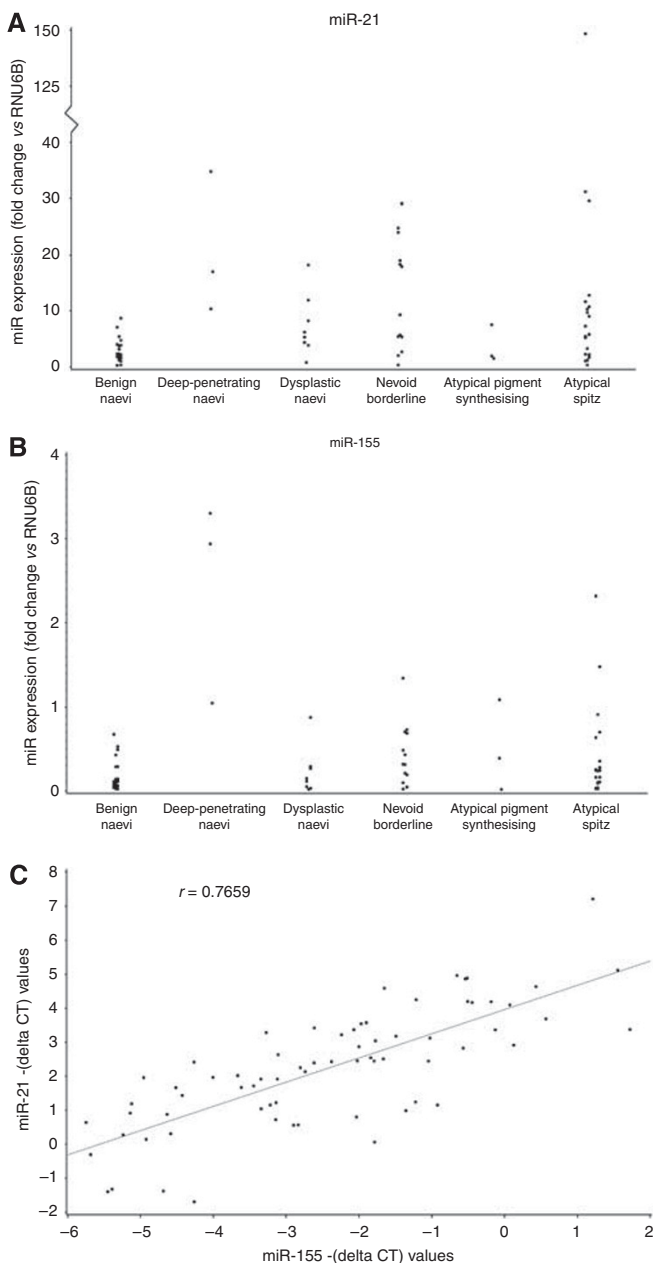 A
miR-21
miR expression (fold change vs RNU6B)
150
125
40
30
20
10
0
Benign naevi
Deep-penetrating naevi
Dysplastic naevi
Nevoid borderline
Atypical pigment synthesising
Atypical spitz
B
miR-155
miR expression (fold change vs RNU6B)
4
3
2
1
0
Benign naevi
Deep-penetrating naevi
Dysplastic naevi
Nevoid borderline
Atypical pigment synthesising
Atypical spitz
C
r = 0.7659
miR-21 -(delta CT) values
8
7
6
5
4
3
2
1
0
–1
–2
–6 –5 –4 –3 –2 –1 0 1 2
miR-155 -(delta CT) values